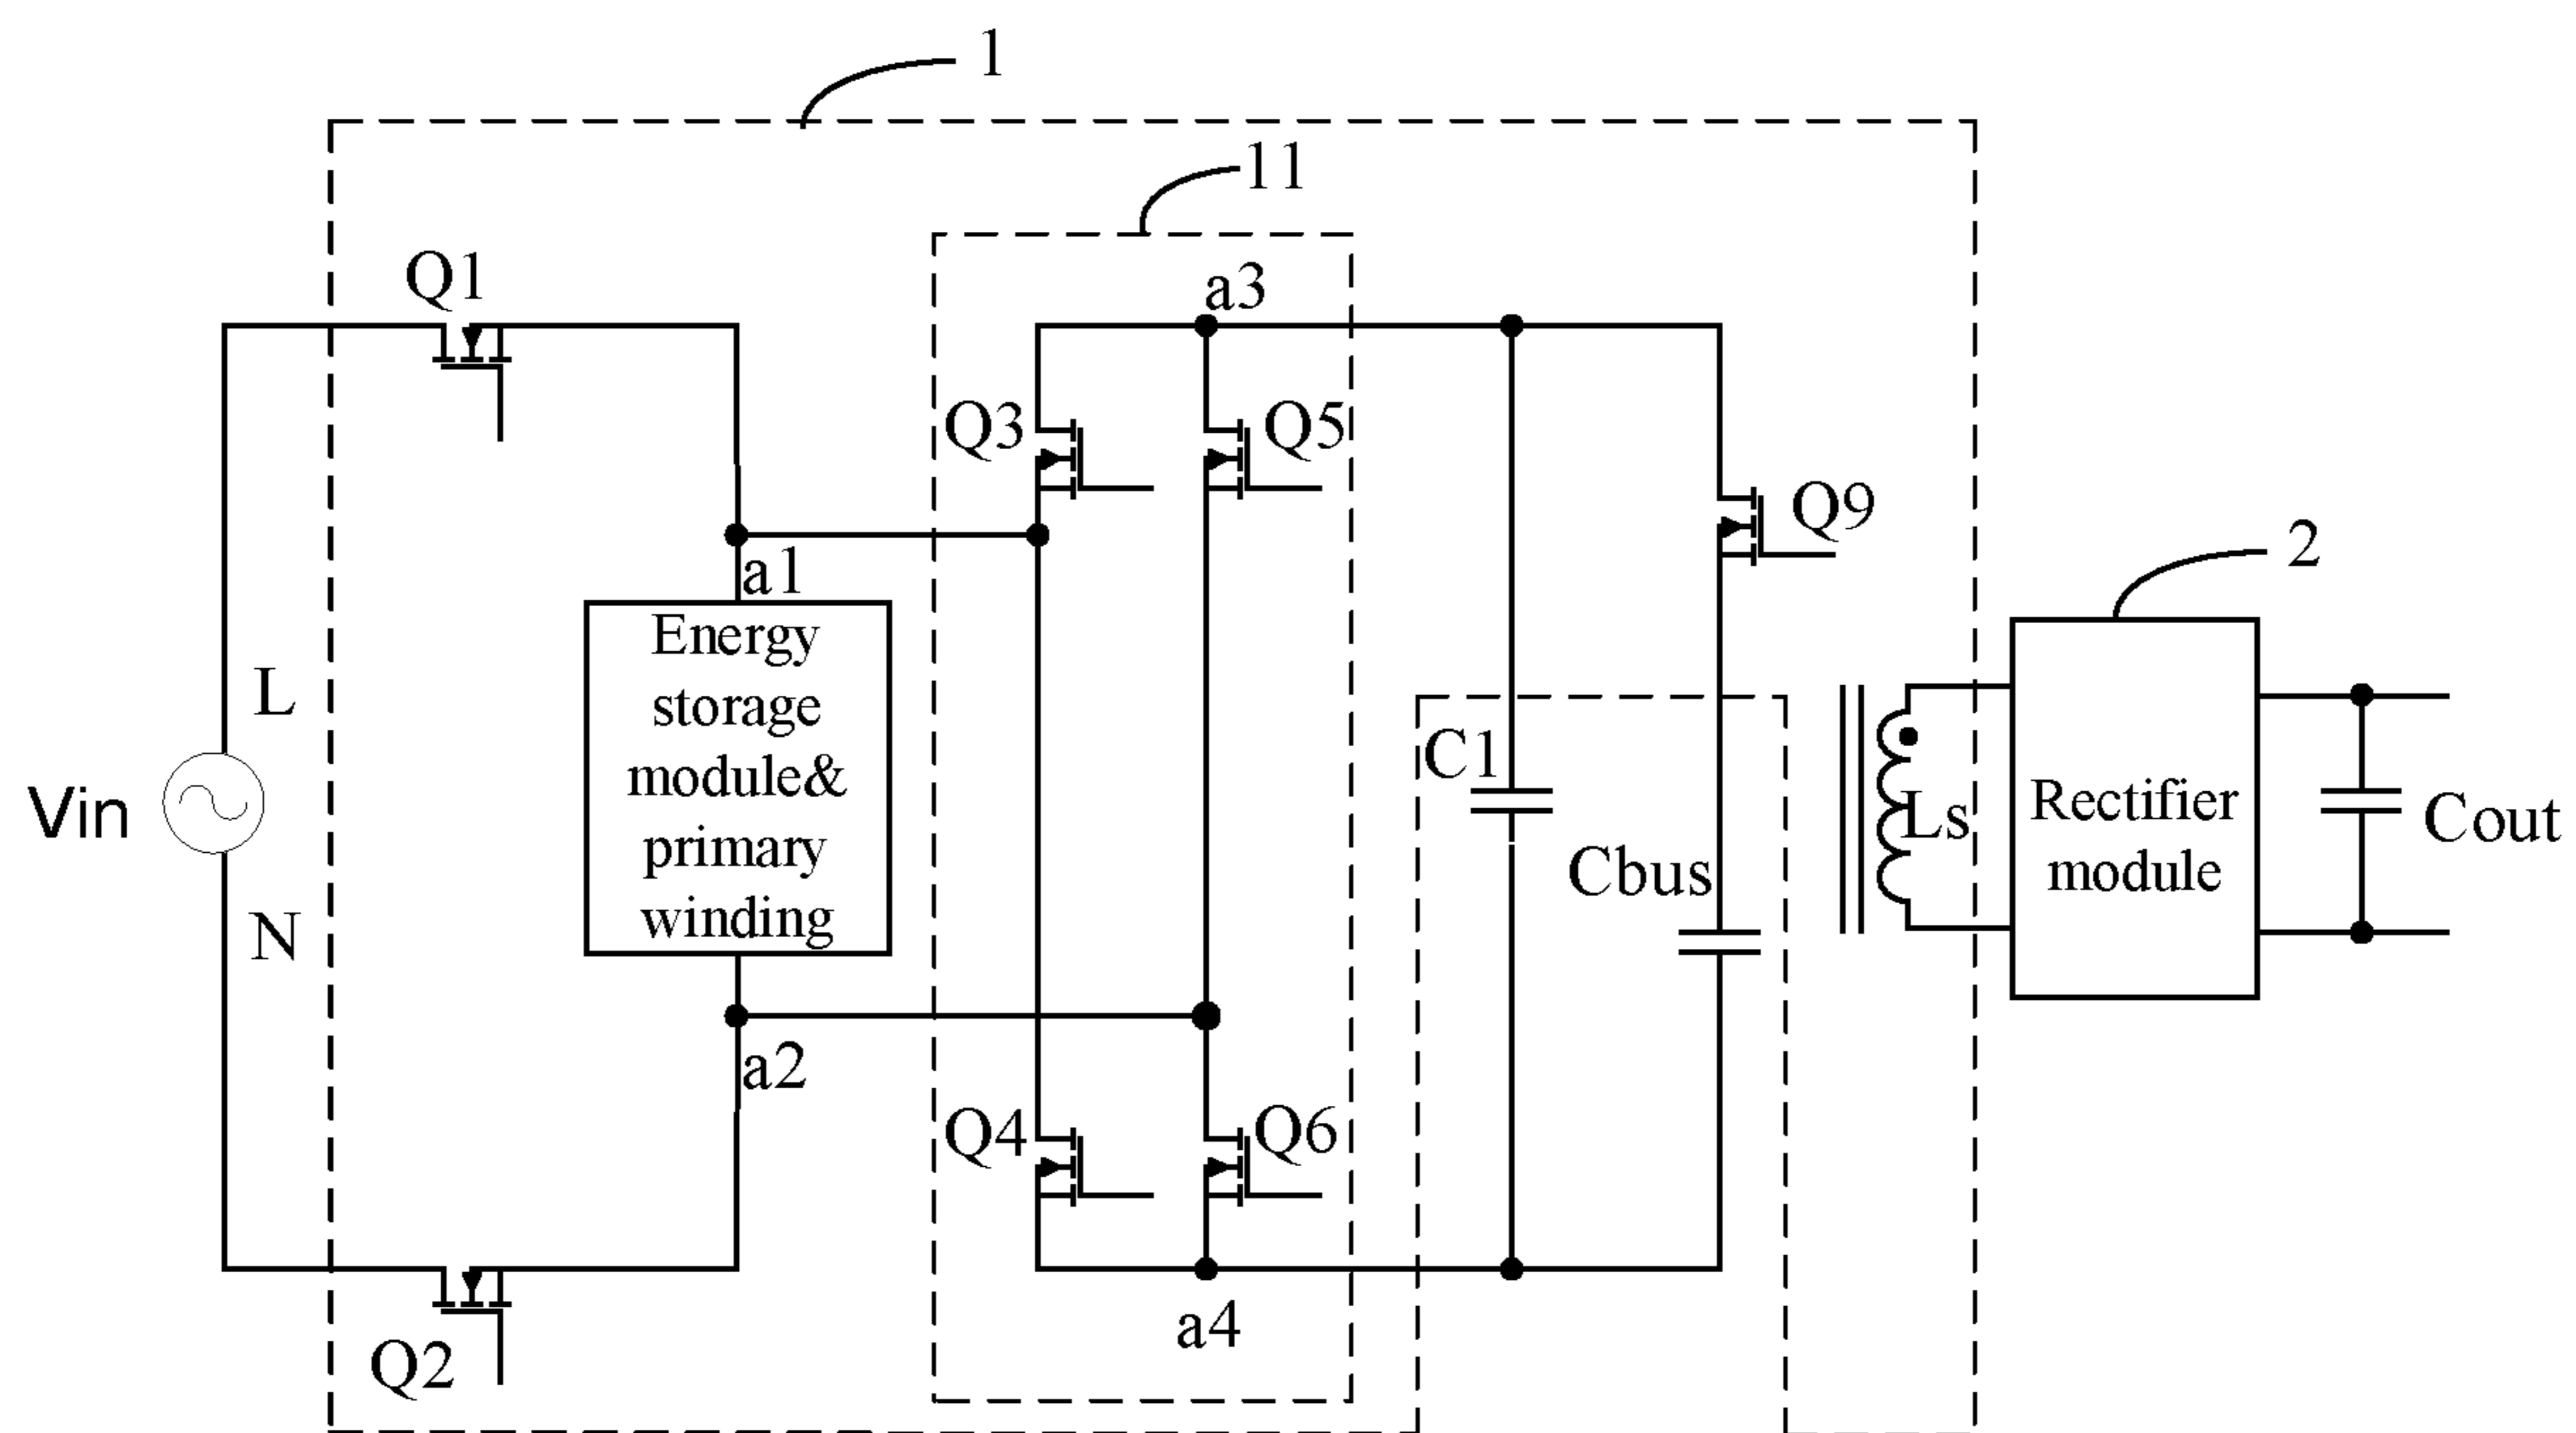 1
11
Q1
a3
Q3
Q5
Q9
a1
2
Energy
storage
module&
primary
winding
L
Vin
N
C1
Cbus
Ls
Rectifier
module
Cout
a2
Q4
Q6
a4
Q2